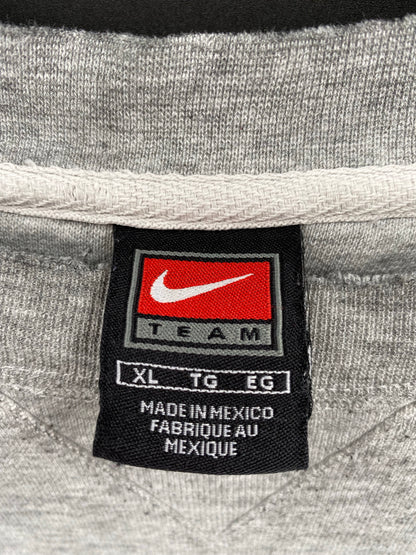 TEAM
XL TG EG
MADE IN MEXICO
FABRIQUE AU
MEXIQUE